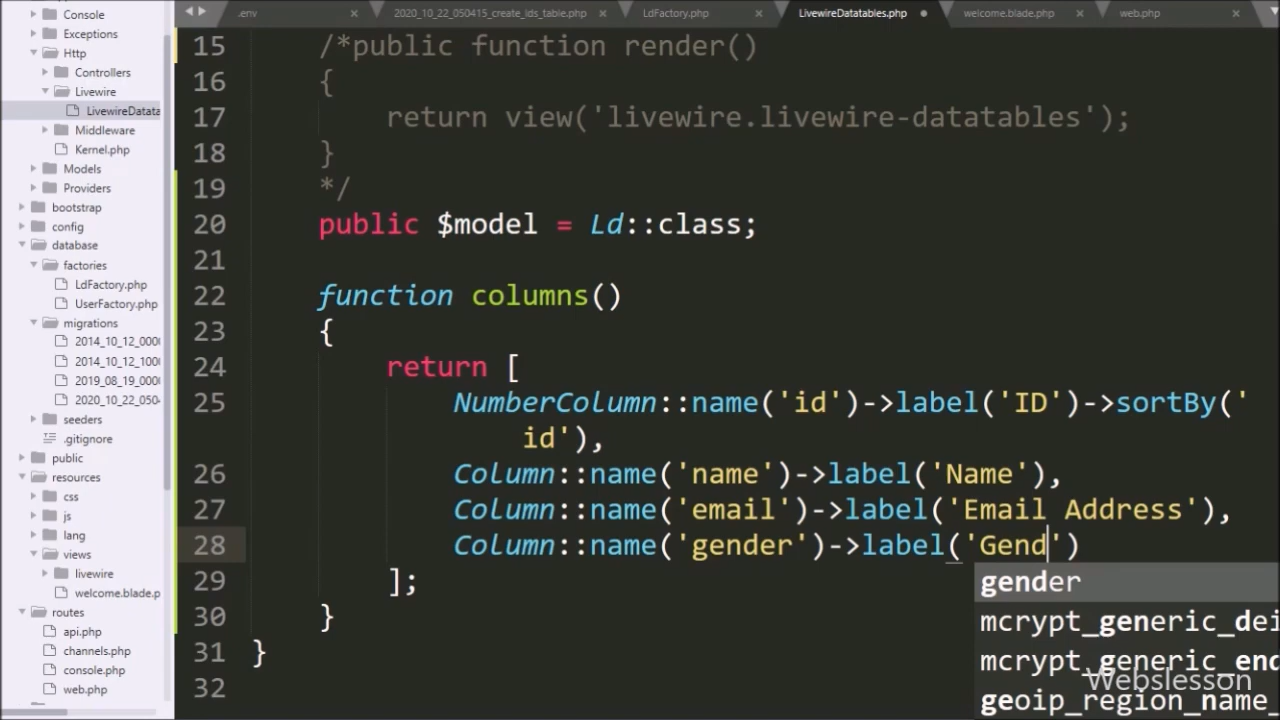 .env
2020_10_22_050415_create_lds_table.php
LdFactory.php
LivewireDatatables.php
welcome.blade.php
web.php
Console
Exceptions
Http
Controllers
Livewire
LivewireDatata
Middleware
Kernel.php
Models
Providers
bootstrap
config
database
factories
LdFactory.php
UserFactory.php
migrations
2014_10_12_000
2014_10_12_100
2019_08_19_000
2020_10_22_050
seeders
.gitignore
public
resources
css
js
lang
views
livewire
welcome.blade.p
routes
api.php
channels.php
console.php
web.php
15 /*public function render()
16 {
17 return view('livewire.livewire-datatables');
18 }
19 */
20 public $model = Ld::class;
21
22 function columns()
23 {
24 return [
25 NumberColumn::name('id')->label('ID')->sortBy('
id'),
26 Column::name('name')->label('Name'),
27 Column::name('email')->label('Email Address'),
28 Column::name('gender')->label('Gend')
29 ];
30 }
31 }
32
gender
mcrypt_generic_dei
mcrypt_generic_end
geoip_region_name_
Webslesson